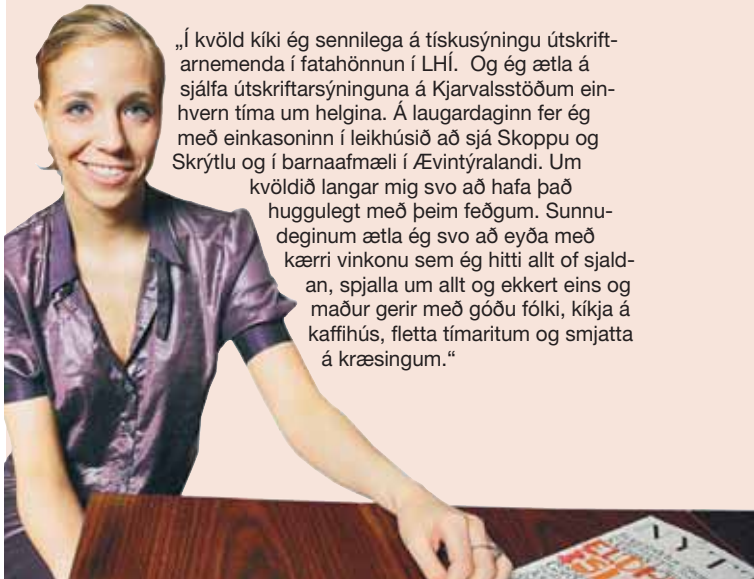 „Í kvöld kíki ég sennilega á tískusýningu útskrift-
arnemenda í fatahönnun í LHÍ. Og ég ætla á
sjálfa útskriftarsýninguna á Kjarvalsstöðum ein-
hvern tíma um helgina. Á laugardaginn fer ég
með einkasoninn í leikhúsið að sjá Skoppu og
Skrýtlu og í barnaafmæli í Ævintýralandi. Um
kvöldið langar mig svo að hafa það
huggulegt með þeim feðgum. Sunnu-
deginum ætla ég svo að eyða með
kærri vinkonu sem ég hitti allt of sjald-
an, spjalla um allt og ekkert eins og
maður gerir með góðu fólki, kíkja á
kaffihús, fletta tímaritum og smjatta
á kræsingum.“